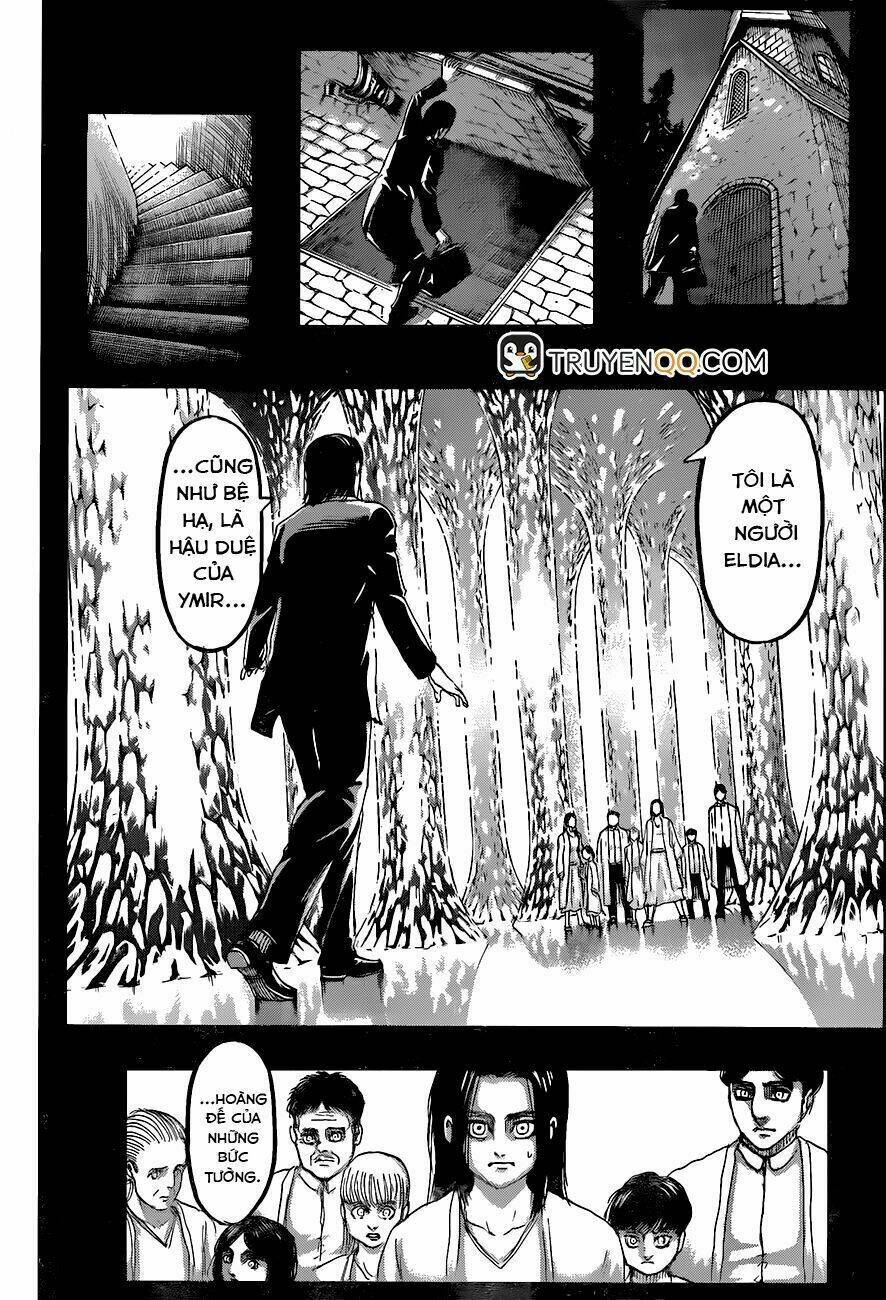 TRUYENQQ.COM
TÔI LÀ
MỘT
NGƯỜI
ELDIA...
...CŨNG
NHƯ BỆ
HẠ, LÀ
HẬU DUỆ
CỦA
YMIR...
...HOÀNG
ĐẾ CỦA
NHỮNG
BỨC
TƯỜNG.